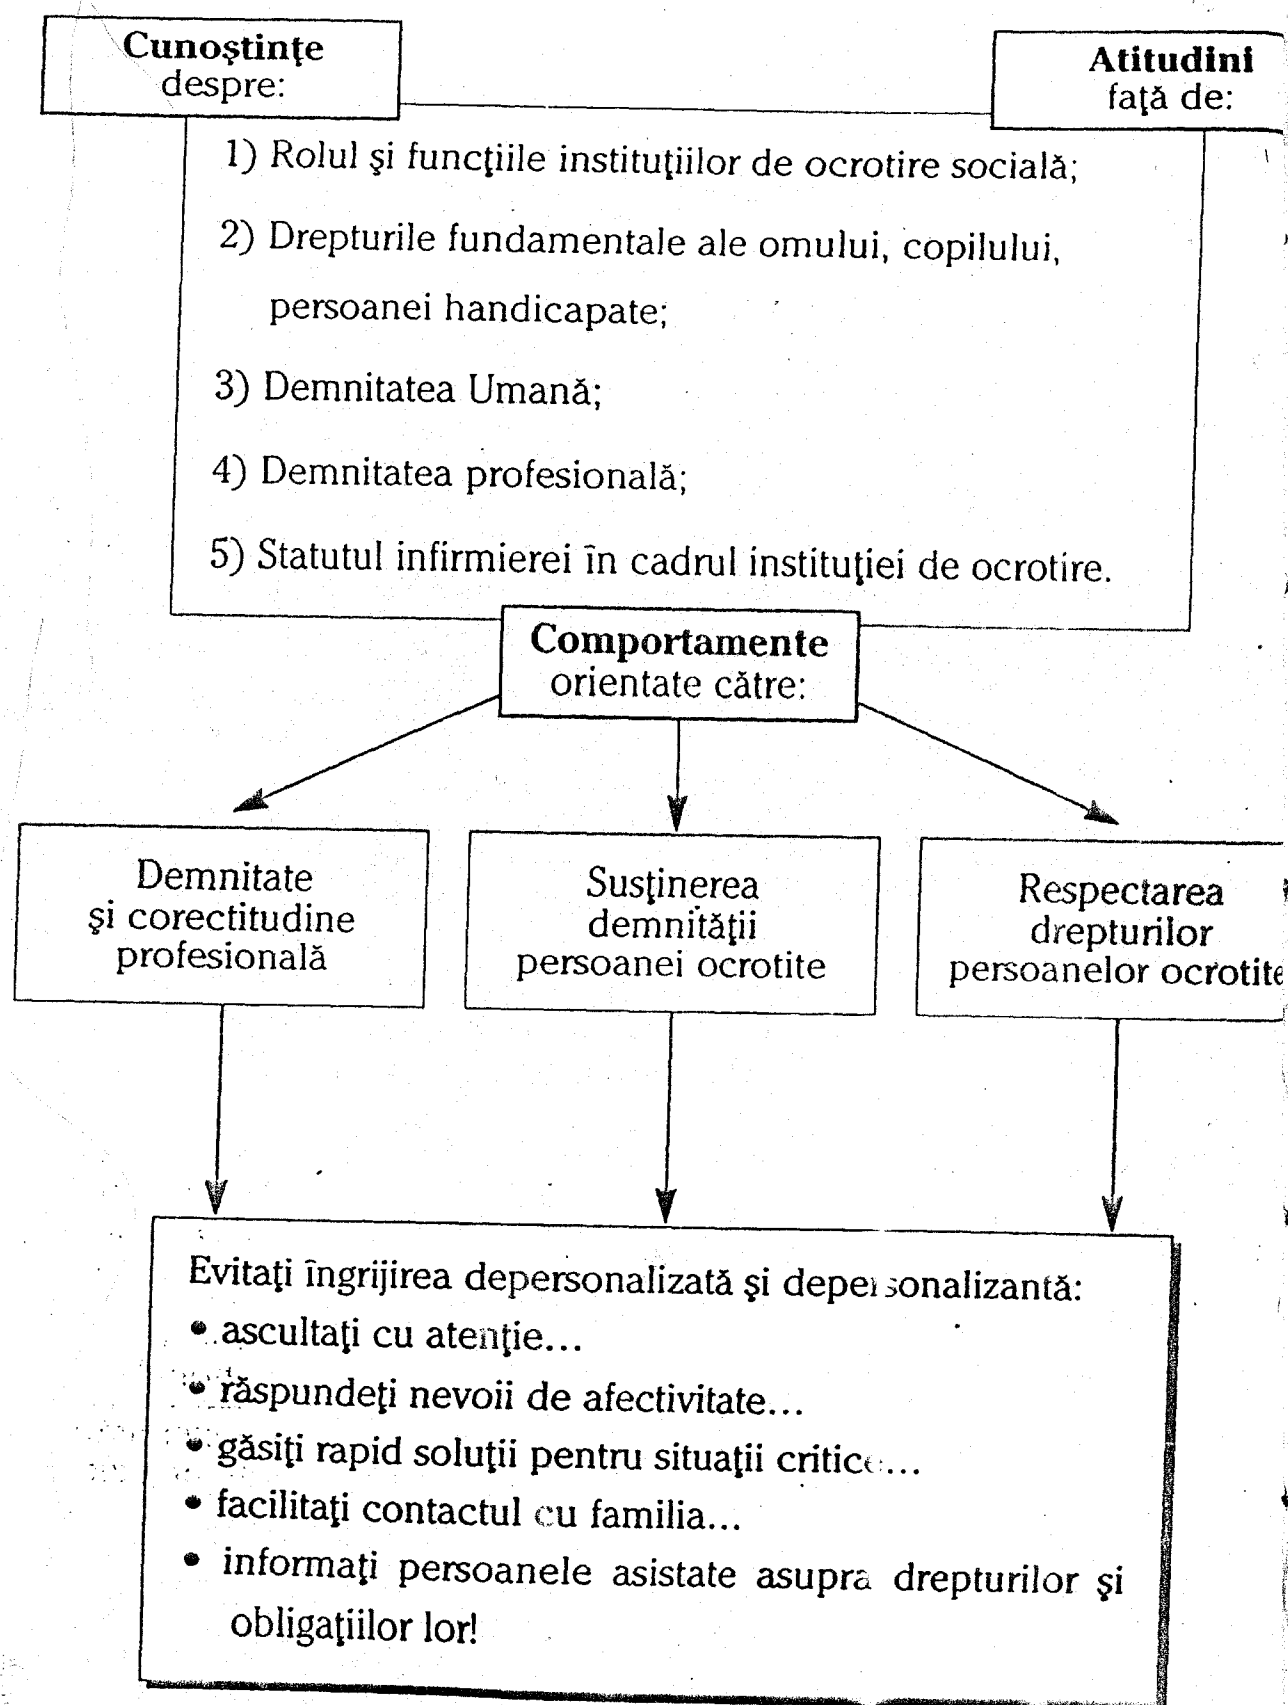 Cunoştinţe
despre:
Atitudini
faţă de:
1) Rolul şi funcţiile instituţiilor de ocrotire socială;
2) Drepturile fundamentale ale omului, copilului,
persoanei handicapate;
3) Demnitatea Umană;
4) Demnitatea profesională;
5) Statutul infirmierei în cadrul instituţiei de ocrotire.
Comportamente
orientate către:
Demnitate
şi corectitudine
profesională
Susţinerea
demnităţii
persoanei ocrotite
Respectarea
drepturilor
persoanelor ocrotite
Evitaţi îngrijirea depersonalizată şi depersonalizantă:
• ascultaţi cu atenţie...
• răspundeţi nevoii de afectivitate...
• găsiţi rapid soluţii pentru situaţii critice...
• facilitaţi contactul cu familia...
• informaţi persoanele asistate asupra drepturilor şi
obligaţiilor lor!